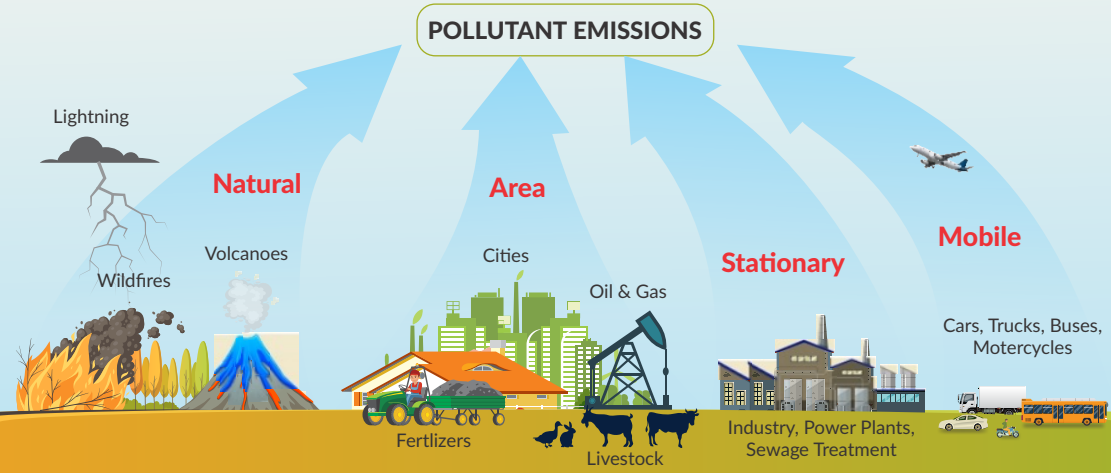 POLLUTANT EMISSIONS
Lightning
Natural
Volcanoes
Wildfires
Area
Cities
Oil & Gas
Fertlizers
Livestock
Stationary
Industry, Power Plants,
Sewage Treatment
Mobile
Cars, Trucks, Buses,
Motercycles